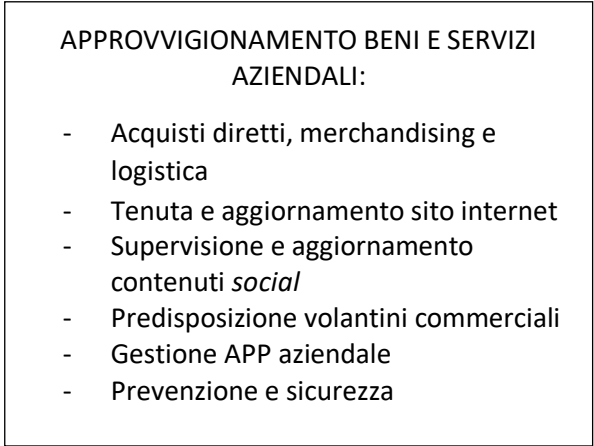 APPROVVIGIONAMENTO BENI E SERVIZI
AZIENDALI:
- Acquisti diretti, merchandising e
logistica
- Tenuta e aggiornamento sito internet
- Supervisione e aggiornamento
contenuti social
- Predisposizione volantini commerciali
- Gestione APP aziendale
- Prevenzione e sicurezza